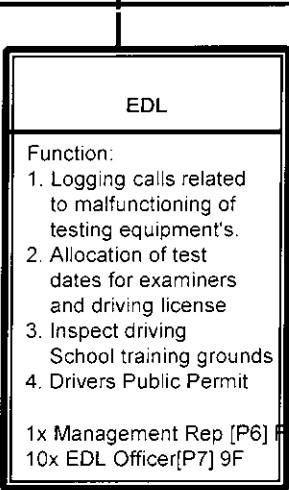 EDL
Function:
1. Logging calls related
to malfunctioning of
testing equipment's.
2. Allocation of test
dates for examiners
and driving license
3. Inspect driving
School training grounds
4. Drivers Public Permit
1x Management Rep [P6] F
10x EDL Officer[P7] 9F